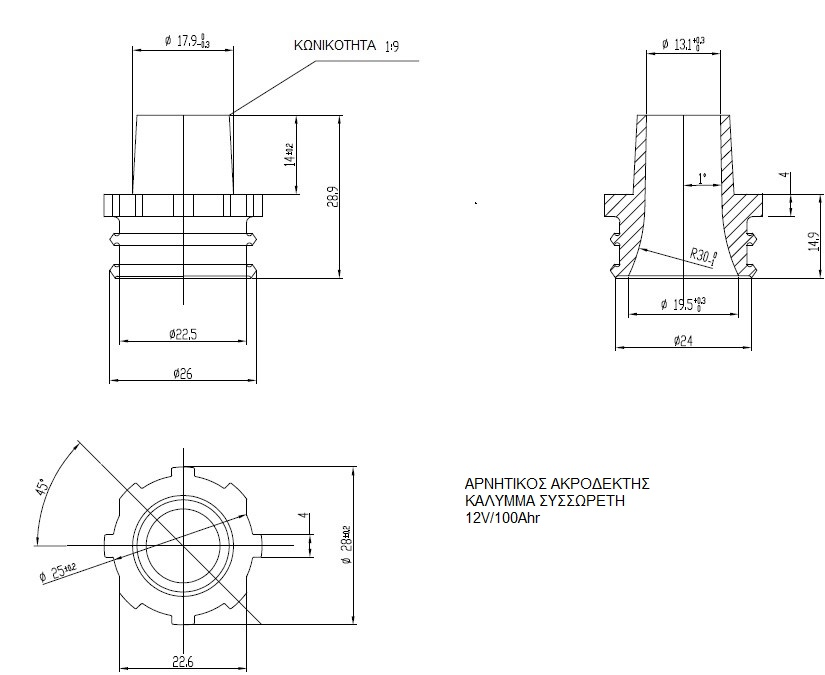 Ø 17.9 0 -0.3
ΚΩΝΙΚΟΤΗΤΑ 1:9
14±0.2
28.9
Ø22.5
Ø26
Ø 13.1 +0.3 0
1°
4
14.9
R30 0 -1
Ø 19.5 +0.3 0
Ø24
45°
Ø 25±0.2
4
Ø 28±0.2
22.6
ΑΡΝΗΤΙΚΟΣ ΑΚΡΟΔΕΚΤΗΣ
ΚΑΛΥΜΜΑ ΣΥΣΣΩΡΕΤΗ
12V/100Ahr